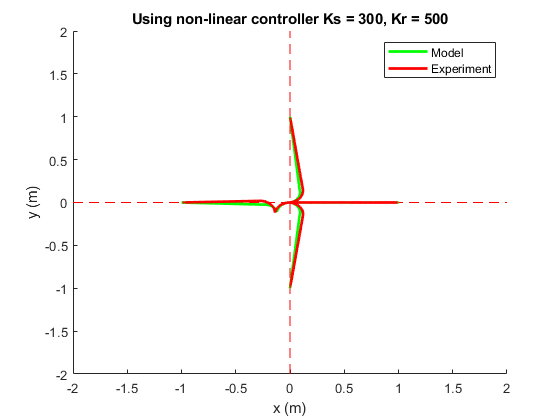 Using non-linear controller Ks = 300, Kr = 500
Model
Experiment
2
1.5
1
0.5
0
-0.5
-1
-1.5
-2
y (m)
-2 -1.5 -1 -0.5 0 0.5 1 1.5 2
x (m)